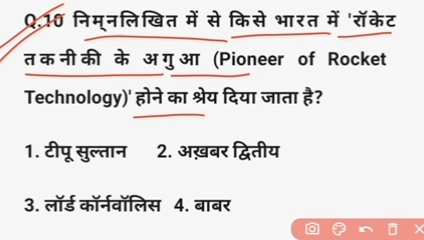 Q.10 निम्नलिखित में से किसे भारत में 'रॉकेट
तकनीकी के अगुआ (Pioneer of Rocket
Technology)' होने का श्रेय दिया जाता है?
1. टीपू सुल्तान 2. अख़बर द्वितीय
3. लॉर्ड कॉर्नवॉलिस 4. बाबर